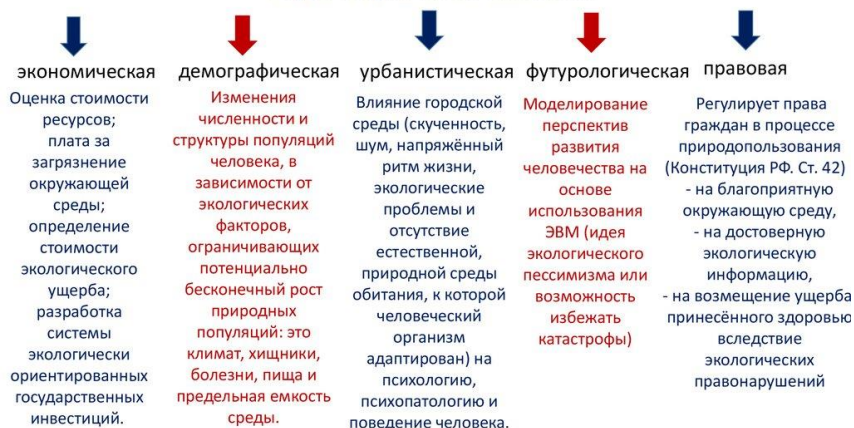 экономическая
Оценка стоимости
ресурсов;
плата за
загрязнение
окружающей
среды;
определение
стоимости
экологического
ущерба;
разработка
системы
экологически
ориентированных
государственных
инвестиций.
демографическая
Изменения
численности и
структуры популяций
человека, в
зависимости от
экологических
факторов,
ограничивающих
потенциально
бесконечный рост
природных
популяций: это
климат, хищники,
болезни, пища и
предельная емкость
среды.
урбанистическая
Влияние городской
среды (скученность,
шум, напряжённый
ритм жизни,
экологические
проблемы и
отсутствие
естественной,
природной среды
обитания, к которой
человеческий
организм
адаптирован) на
психологию,
психопатологию и
поведение человека.
футурологическая
Моделирование
перспектив
развития
человечества на
основе
использования
ЭВМ (идея
экологического
пессимизма или
возможность
избежать
катастрофы)
правовая
Регулирует права
граждан в процессе
природопользования
(Конституция РФ. Ст. 42)
- на благоприятную
окружающую среду,
- на достоверную
экологическую
информацию,
- на возмещение ущерба
принесённого здоровью
вследствие
экологических
правонарушений